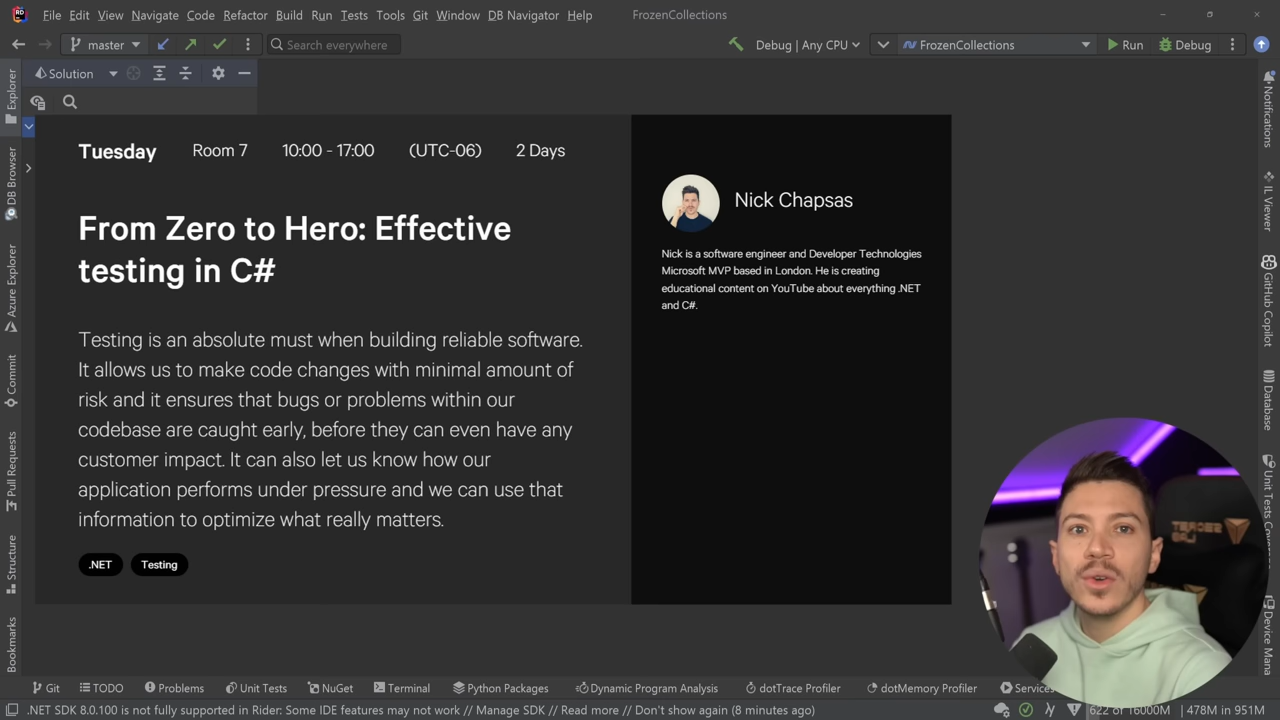 File Edit View Navigate Code Refactor Build Run Tests Tools Git Window DB Navigator Help FrozenCollections
master Search everywhere Debug | Any CPU FrozenCollections Run Debug
Solution
Explorer
DB Browser
Azure Explorer
Commit
Pull Requests
Structure
Bookmarks
Tuesday Room 7 10:00 - 17:00 (UTC-06) 2 Days
From Zero to Hero: Effective
testing in C#
Testing is an absolute must when building reliable software.
It allows us to make code changes with minimal amount of
risk and it ensures that bugs or problems within our
codebase are caught early, before they can even have any
customer impact. It can also let us know how our
application performs under pressure and we can use that
information to optimize what really matters.
.NET Testing
Nick Chapsas
Nick is a software engineer and Developer Technologies
Microsoft MVP based in London. He is creating
educational content on YouTube about everything .NET
and C#.
Notifications
IL Viewer
GitHub Copilot
Database
Unit Tests
Device
Git TODO Problems Unit Tests NuGet Terminal Python Packages Dynamic Program Analysis dotTrace Profiler dotMemory Profiler Services
.NET SDK 8.0.100 is not fully supported in Rider: Some IDE features may not work // Manage SDK // Read more // Don't show again (8 minutes ago) 622 of 16000M 478M in 951M